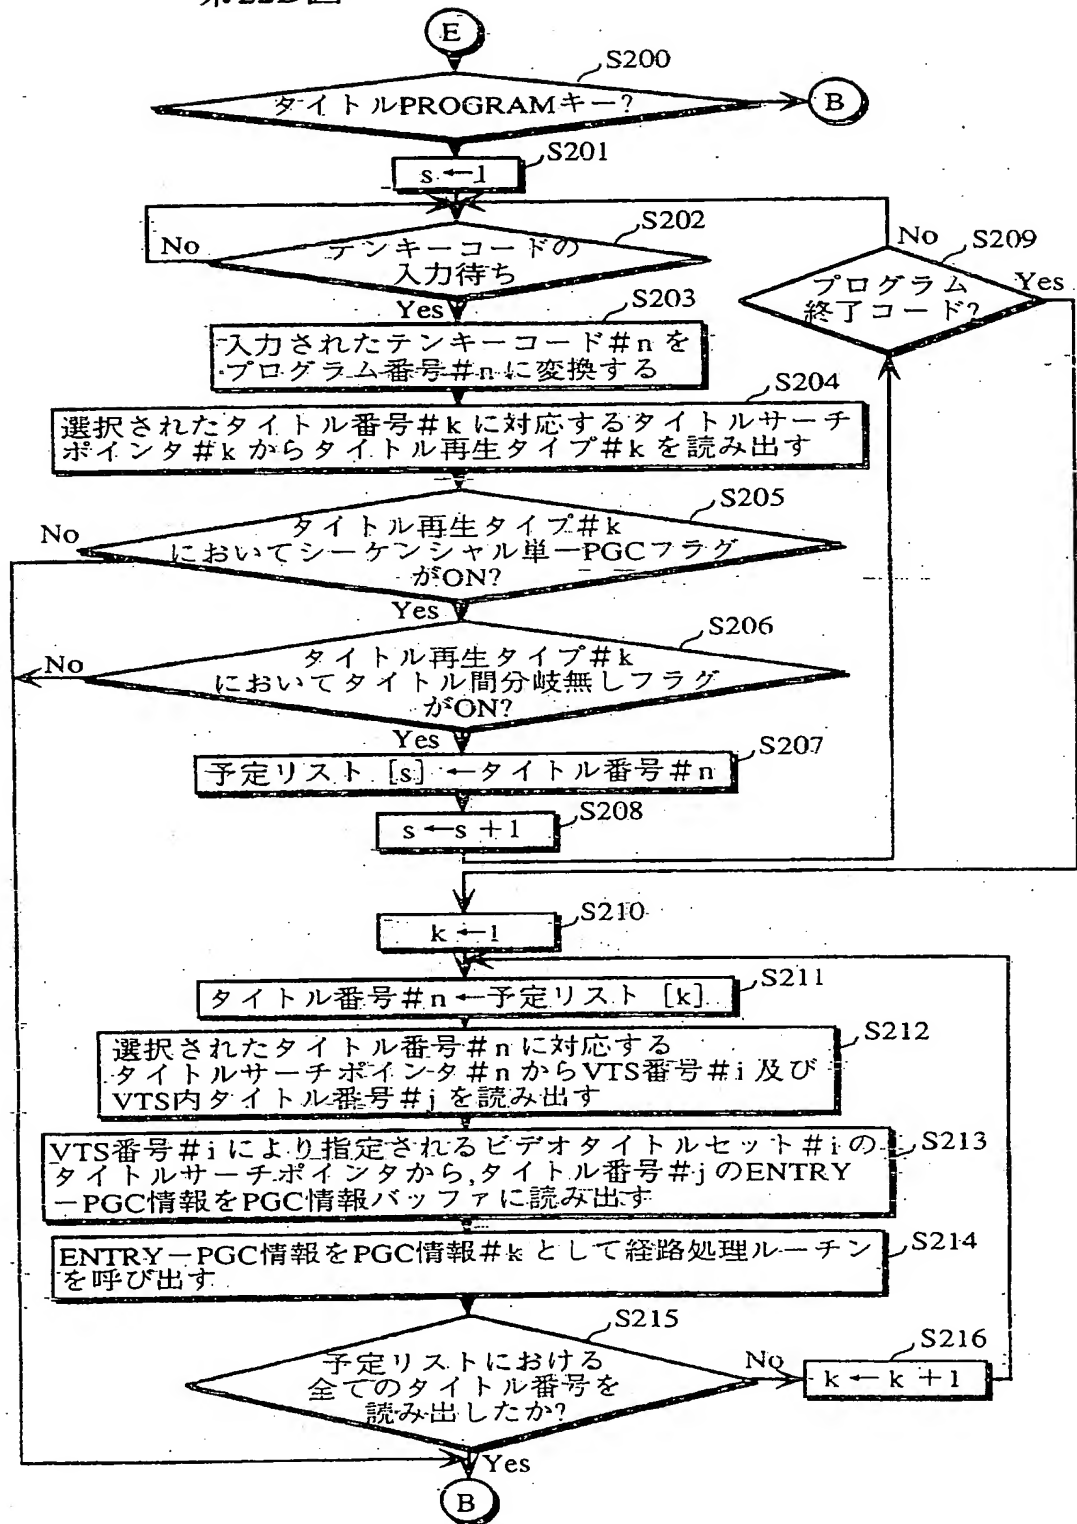 E
S200
タイトルPROGRAMキー?
B
S201
s←1
S202
No
テンキーコードの
入力待ち
No
S209
プログラム
終了コード?
Yes
Yes
S203
入力されたテンキーコード#nを
プログラム番号#nに変換する
S204
選択されたタイトル番号#kに対応するタイトルサーチ
ポインタ#kからタイトル再生タイプ#kを読み出す
S205
No
タイトル再生タイプ#k
においてシーケンシャル単一PGCフラグ
がON?
Yes
S206
No
タイトル再生タイプ#k
においてタイトル間分岐無しフラグ
がON?
Yes
S207
予定リスト[s]←タイトル番号#n
S208
s←s+1
S210
k←1
S211
タイトル番号#n←予定リスト[k]
S212
選択されたタイトル番号#nに対応する
タイトルサーチポインタ#nからVTS番号#i及び
VTS内タイトル番号#jを読み出す
S213
VTS番号#iにより指定されるビデオタイトルセット#iの
タイトルサーチポインタから,タイトル番号#jのENTRY
-PGC情報をPGC情報バッファに読み出す
S214
ENTRY-PGC情報をPGC情報#kとして経路処理ルーチン
を呼び出す
S215
予定リストにおける
全てのタイトル番号を
読み出したか?
No
S216
k←k+1
Yes
B